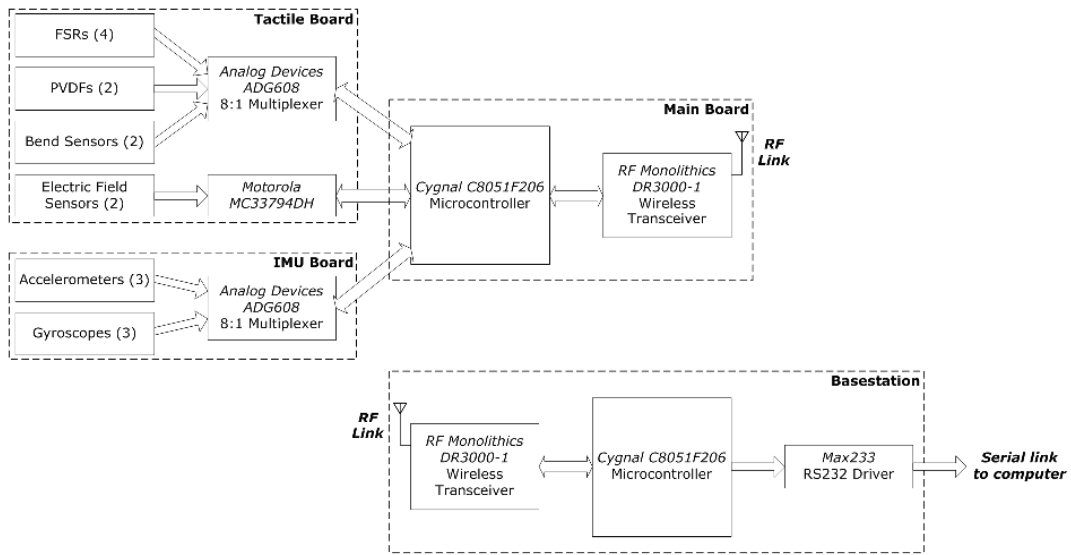 Tactile Board
FSRs (4)
PVDFs (2)
Bend Sensors (2)
Electric Field
Sensors (2)
Analog Devices
ADG608
8:1 Multiplexer
Motorola
MC33794DH
IMU Board
Accelerometers (3)
Gyroscopes (3)
Analog Devices
ADG608
8:1 Multiplexer
Main Board
Cygnal C8051F206
Microcontroller
RF Monolithics
DR3000-1
Wireless
Transceiver
RF
Link
Basestation
RF
Link
RF Monolithics
DR3000-1
Wireless
Transceiver
Cygnal C8051F206
Microcontroller
Max233
RS232 Driver
Serial link
to computer